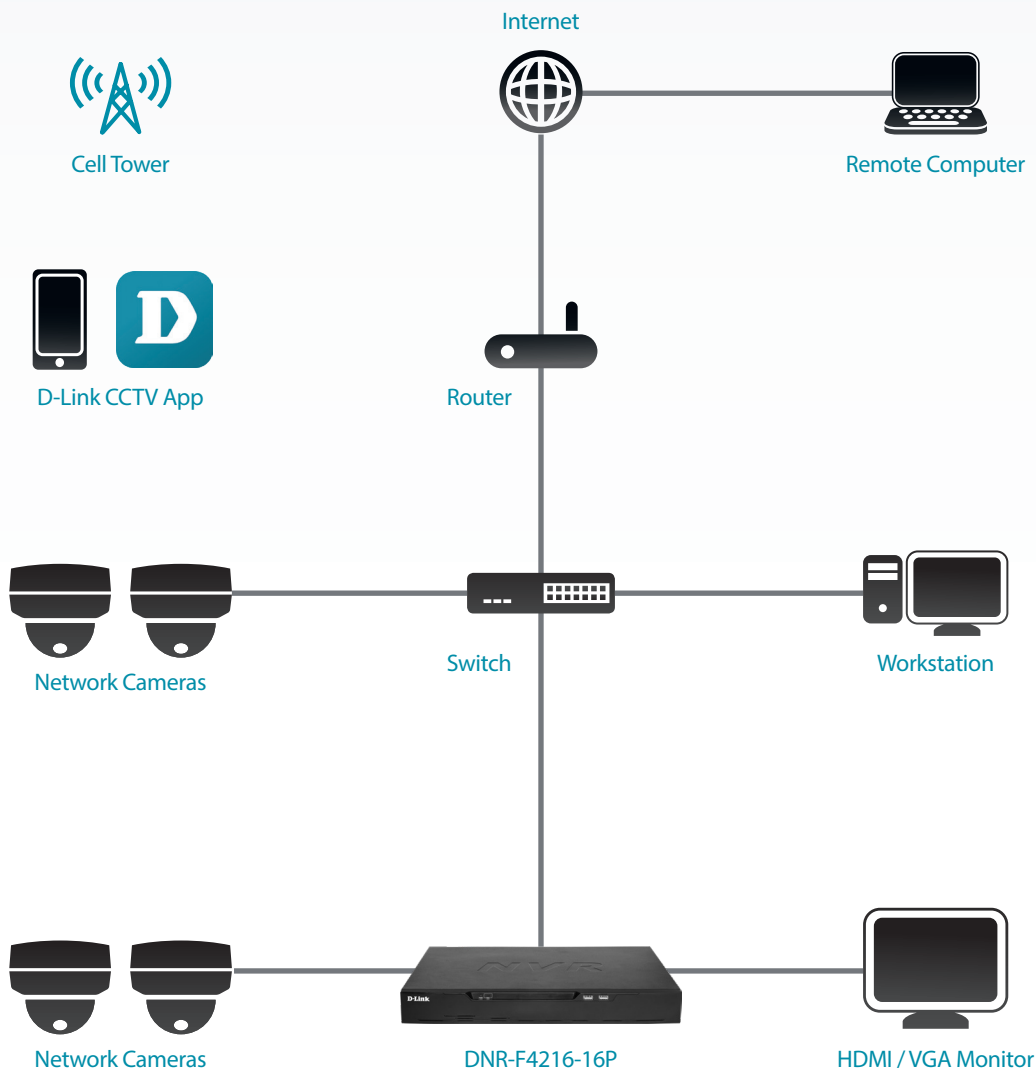 Internet
Cell Tower
Remote Computer
D
D-Link CCTV App
Router
Network Cameras
Switch
Workstation
NVR
D-Link
Network Cameras
DNR-F4216-16P
HDMI / VGA Monitor